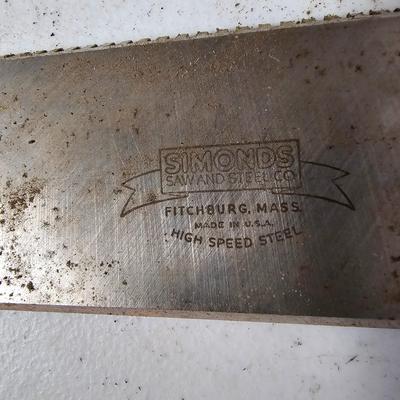 SIMONDS
SAW AND STEEL CO.
FITCHBURG, MASS.
MADE IN U.S.A.
HIGH SPEED STEEL